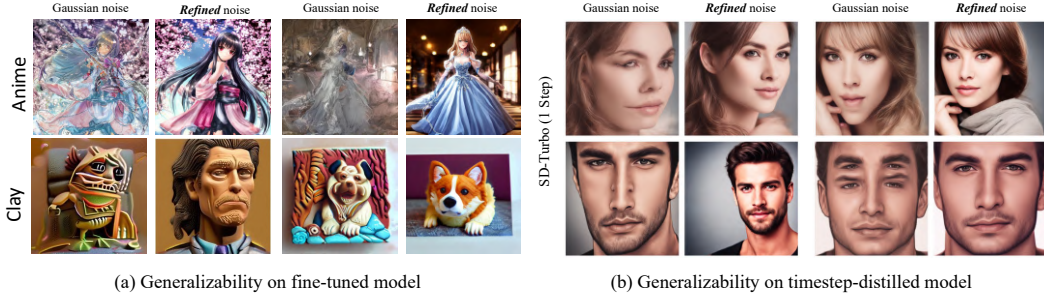 Gaussian noise Refined noise Gaussian noise Refined noise
Gaussian noise Refined noise Gaussian noise Refined noise
Anime
Clay
SD-Turbo (1 Step)
(a) Generalizability on fine-tuned model
(b) Generalizability on timestep-distilled model